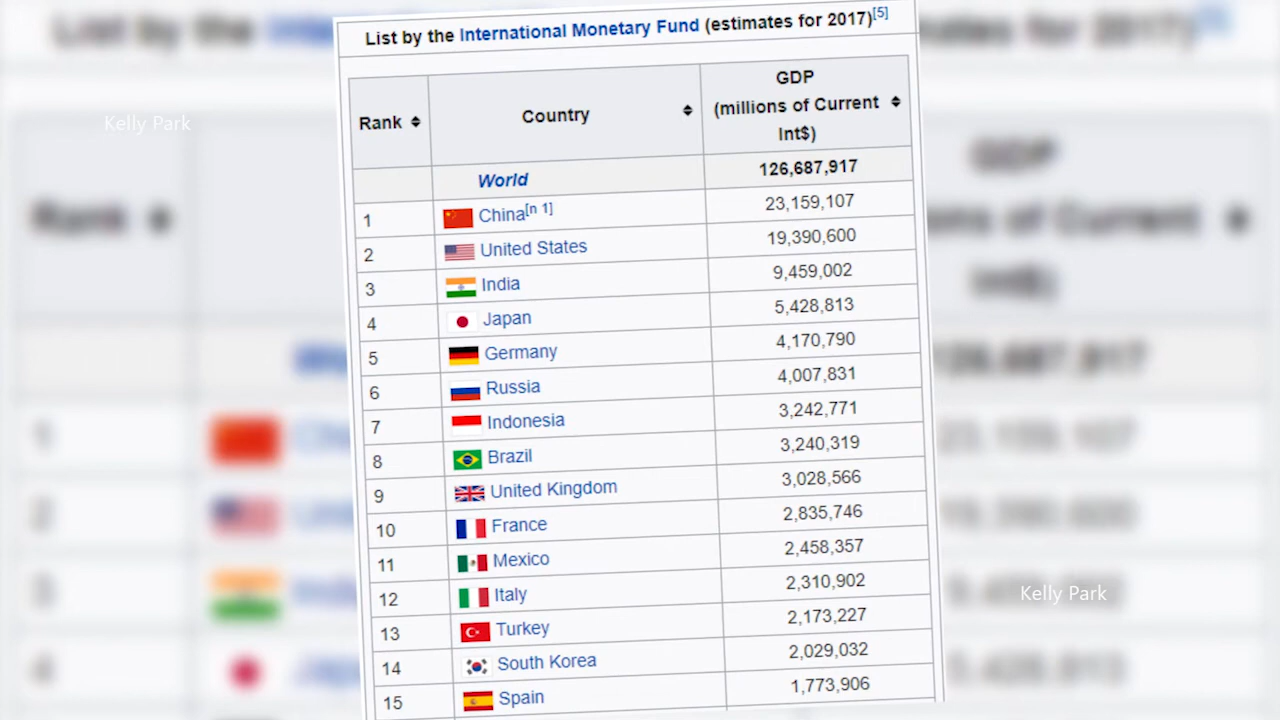 List by the International Monetary Fund (estimates for 2017)[5]
Rank Country GDP
(millions of Current
Int$)
World 126,687,917
1 China[n 1] 23,159,107
2 United States 19,390,600
3 India 9,459,002
4 Japan 5,428,813
5 Germany 4,170,790
6 Russia 4,007,831
7 Indonesia 3,242,771
8 Brazil 3,240,319
9 United Kingdom 3,028,566
10 France 2,835,746
11 Mexico 2,458,357
12 Italy 2,310,902
13 Turkey 2,173,227
14 South Korea 2,029,032
15 Spain 1,773,906
Kelly Park
Kelly Park